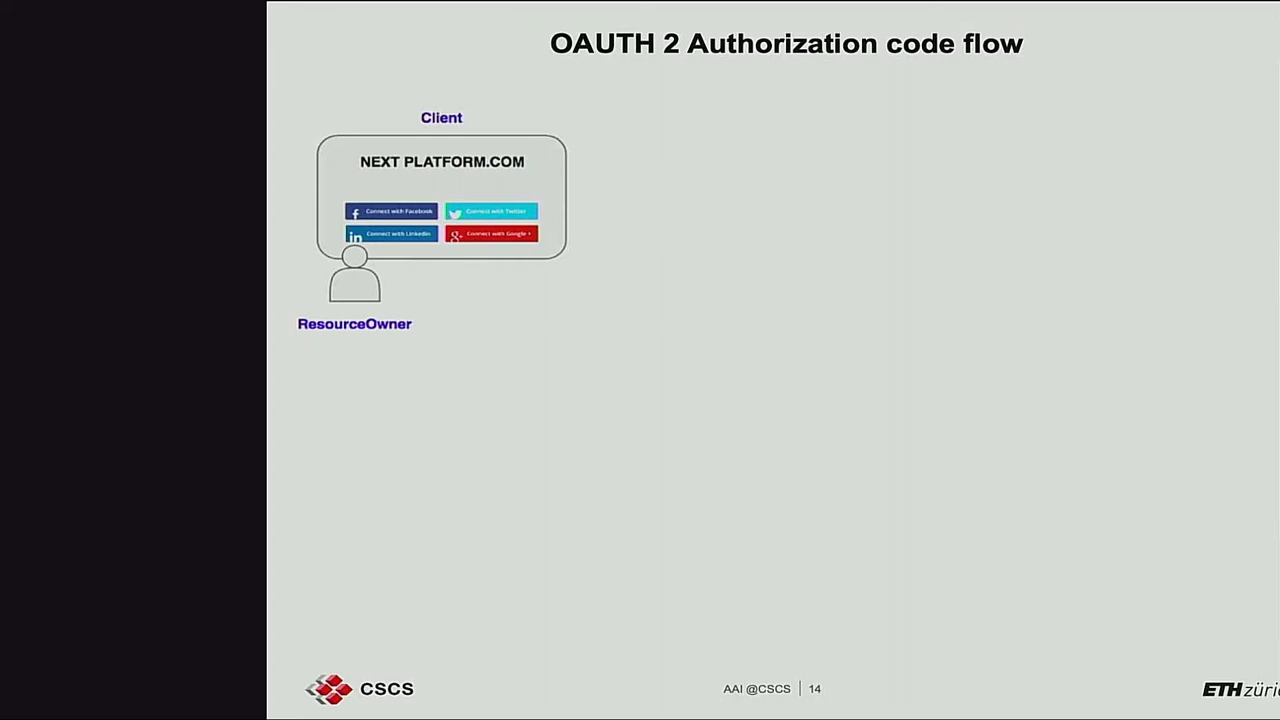 OAUTH 2 Authorization code flow
Client
NEXT PLATFORM.COM
Connect with Facebook
Connect with Twitter
Connect with LinkedIn
Connect with Google +
ResourceOwner
CSCS
AAI @CSCS | 14
ETH züri